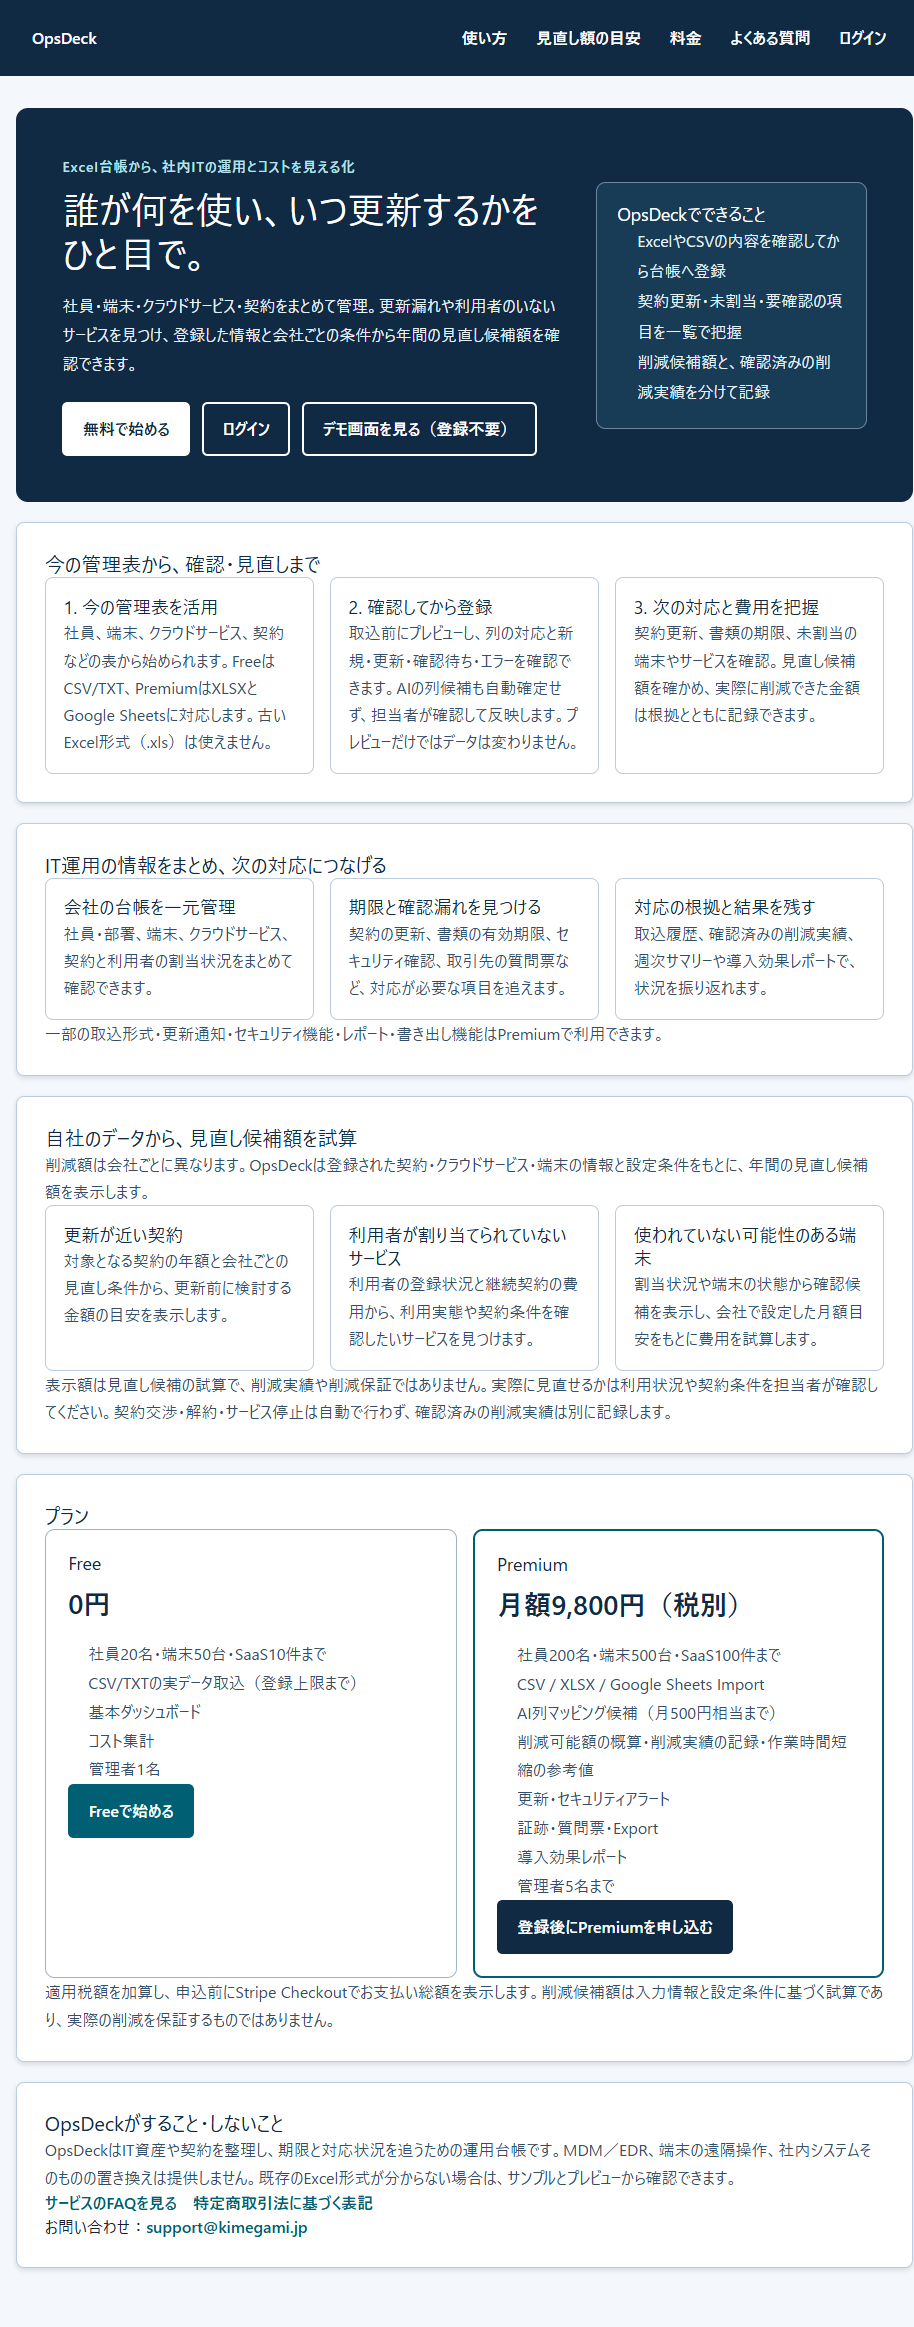 OpsDeck
使い方 見直し額の目安 料金 よくある質問 ログイン
Excel台帳から、社内ITの運用とコストを見える化
誰が何を使い、いつ更新するかを
ひと目で。
社員・端末・クラウドサービス・契約をまとめて管理。更新漏れや利用者のいない
サービスを見つけ、登録した情報と会社ごとの条件から年間の見直し候補額を確
認できます。
無料で始める
ログイン
デモ画面を見る（登録不要）
OpsDeckでできること
ExcelやCSVの内容を確認してか
ら台帳へ登録
契約更新・未割当・要確認の項
目を一覧で把握
削減候補額と、確認済みの削
減実績を分けて記録
今の管理表から、確認・見直しまで
1. 今の管理表を活用
社員、端末、クラウドサービス、契約
などの表から始められます。Freeは
CSV/TXT、PremiumはXLSXと
Google Sheetsに対応します。古い
Excel形式（.xls）は使えません。
2. 確認してから登録
取込前にプレビューし、列の対応と新
規・更新・確認待ち・エラーを確認で
きます。AIの列候補も自動確定せ
ず、担当者が確認して反映します。プ
レビューだけではデータは変わりません。
3. 次の対応と費用を把握
契約更新、書類の期限、未割当の
端末やサービスを確認。見直し候補
額を確かめ、実際に削減できた金額
は根拠とともに記録できます。
IT運用の情報をまとめ、次の対応につなげる
会社の台帳を一元管理
社員・部署、端末、クラウドサービス、
契約と利用者の割当状況をまとめて
確認できます。
期限と確認漏れを見つける
契約の更新、書類の有効期限、セ
キュリティ確認、取引先の質問票な
ど、対応が必要な項目を追えます。
対応の根拠と結果を残す
取込履歴、確認済みの削減実績、
週次サマリーや導入効果レポートで、
状況を振り返れます。
一部の取込形式・更新通知・セキュリティ機能・レポート・書き出し機能はPremiumで利用できます。
自社のデータから、見直し候補額を試算
削減額は会社ごとに異なります。OpsDeckは登録された契約・クラウドサービス・端末の情報と設定条件をもとに、年間の見直し候補
額を表示します。
更新が近い契約
対象となる契約の年額と会社ごとの
見直し条件から、更新前に検討する
金額の目安を表示します。
利用者が割り当てられていない
サービス
利用者の登録状況と継続契約の費
用から、利用実態や契約条件を確
認したいサービスを見つけます。
使われていない可能性のある端
末
割当状況や端末の状態から確認候
補を表示し、会社で設定した月額目
安をもとに費用を試算します。
表示額は見直し候補の試算で、削減実績や削減保証ではありません。実際に見直せるかは利用状況や契約条件を担当者が確認し
てください。契約交渉・解約・サービス停止は自動で行わず、確認済みの削減実績は別に記録します。
プラン
Free
0円
社員20名・端末50台・SaaS10件まで
CSV/TXTの実データ取込（登録上限まで）
基本ダッシュボード
コスト集計
管理者1名
Freeで始める
Premium
月額9,800円（税別）
社員200名・端末500台・SaaS100件まで
CSV / XLSX / Google Sheets Import
AI列マッピング候補（月500円相当まで）
削減可能額の概算・削減実績の記録・作業時間短
縮の参考値
更新・セキュリティアラート
証跡・質問票・Export
導入効果レポート
管理者5名まで
登録後にPremiumを申し込む
適用税額を加算し、申込前にStripe Checkoutでお支払い総額を表示します。削減候補額は入力情報と設定条件に基づく試算であ
り、実際の削減を保証するものではありません。
OpsDeckがすること・しないこと
OpsDeckはIT資産や契約を整理し、期限と対応状況を追うための運用台帳です。MDM／EDR、端末の遠隔操作、社内システムそ
のものの置き換えは提供しません。既存のExcel形式が分からない場合は、サンプルとプレビューから確認できます。
サービスのFAQを見る 特定商取引法に基づく表記
お問い合わせ：support@kimegami.jp